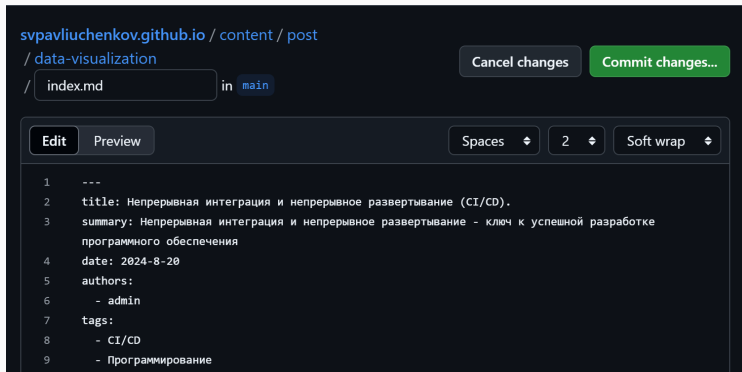 svpavliuchenkov.github.io / content / post
/ data-visualization
Cancel changes
Commit changes...
/ index.md in main
Edit Preview Spaces 2 Soft wrap
1 ---
2 title: Непрерывная интеграция и непрерывное развертывание (CI/CD).
3 summary: Непрерывная интеграция и непрерывное развертывание - ключ к успешной разработке
программного обеспечения
4 date: 2024-8-20
5 authors:
6 - admin
7 tags:
8 - CI/CD
9 - Программирование